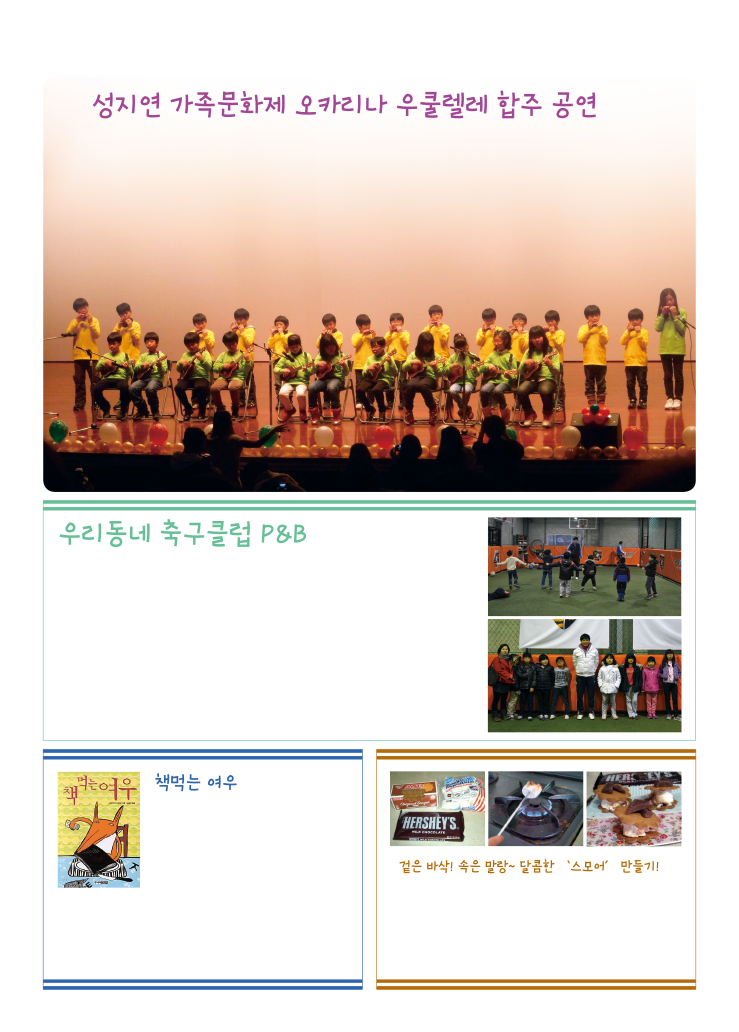 성지연 가족문화제 오카리나 우쿨렐레 합주 공연
우리동네 축구클럽 P&B
책먹는 여우
책먹는여우
HERSHEY'S
MILK CHOCOLATE
HERSHEY'S
겉은 바삭! 속은 말랑~ 달콤한 '스모어' 만들기!